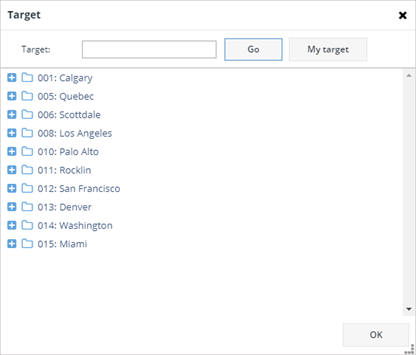 Target
Target: Go My target
001: Calgary
005: Quebec
006: Scottdale
008: Los Angeles
010: Palo Alto
011: Rocklin
012: San Francisco
013: Denver
014: Washington
015: Miami
OK